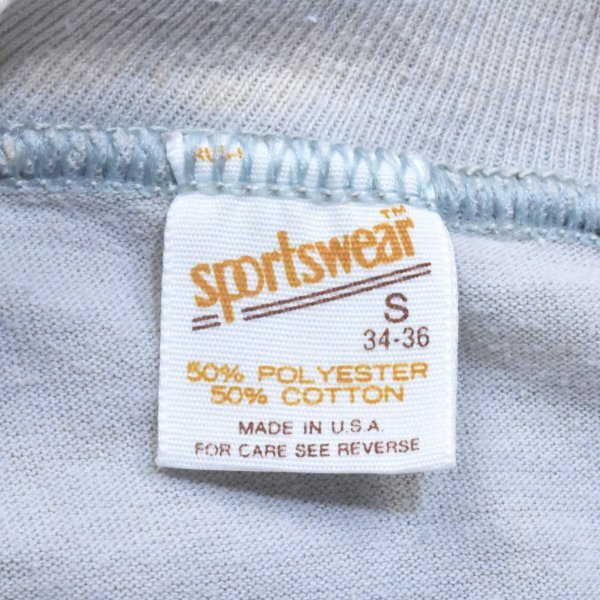 sportswear™
S
34-36
50% POLYESTER
50% COTTON
MADE IN U.S.A
FOR CARE SEE REVERSE